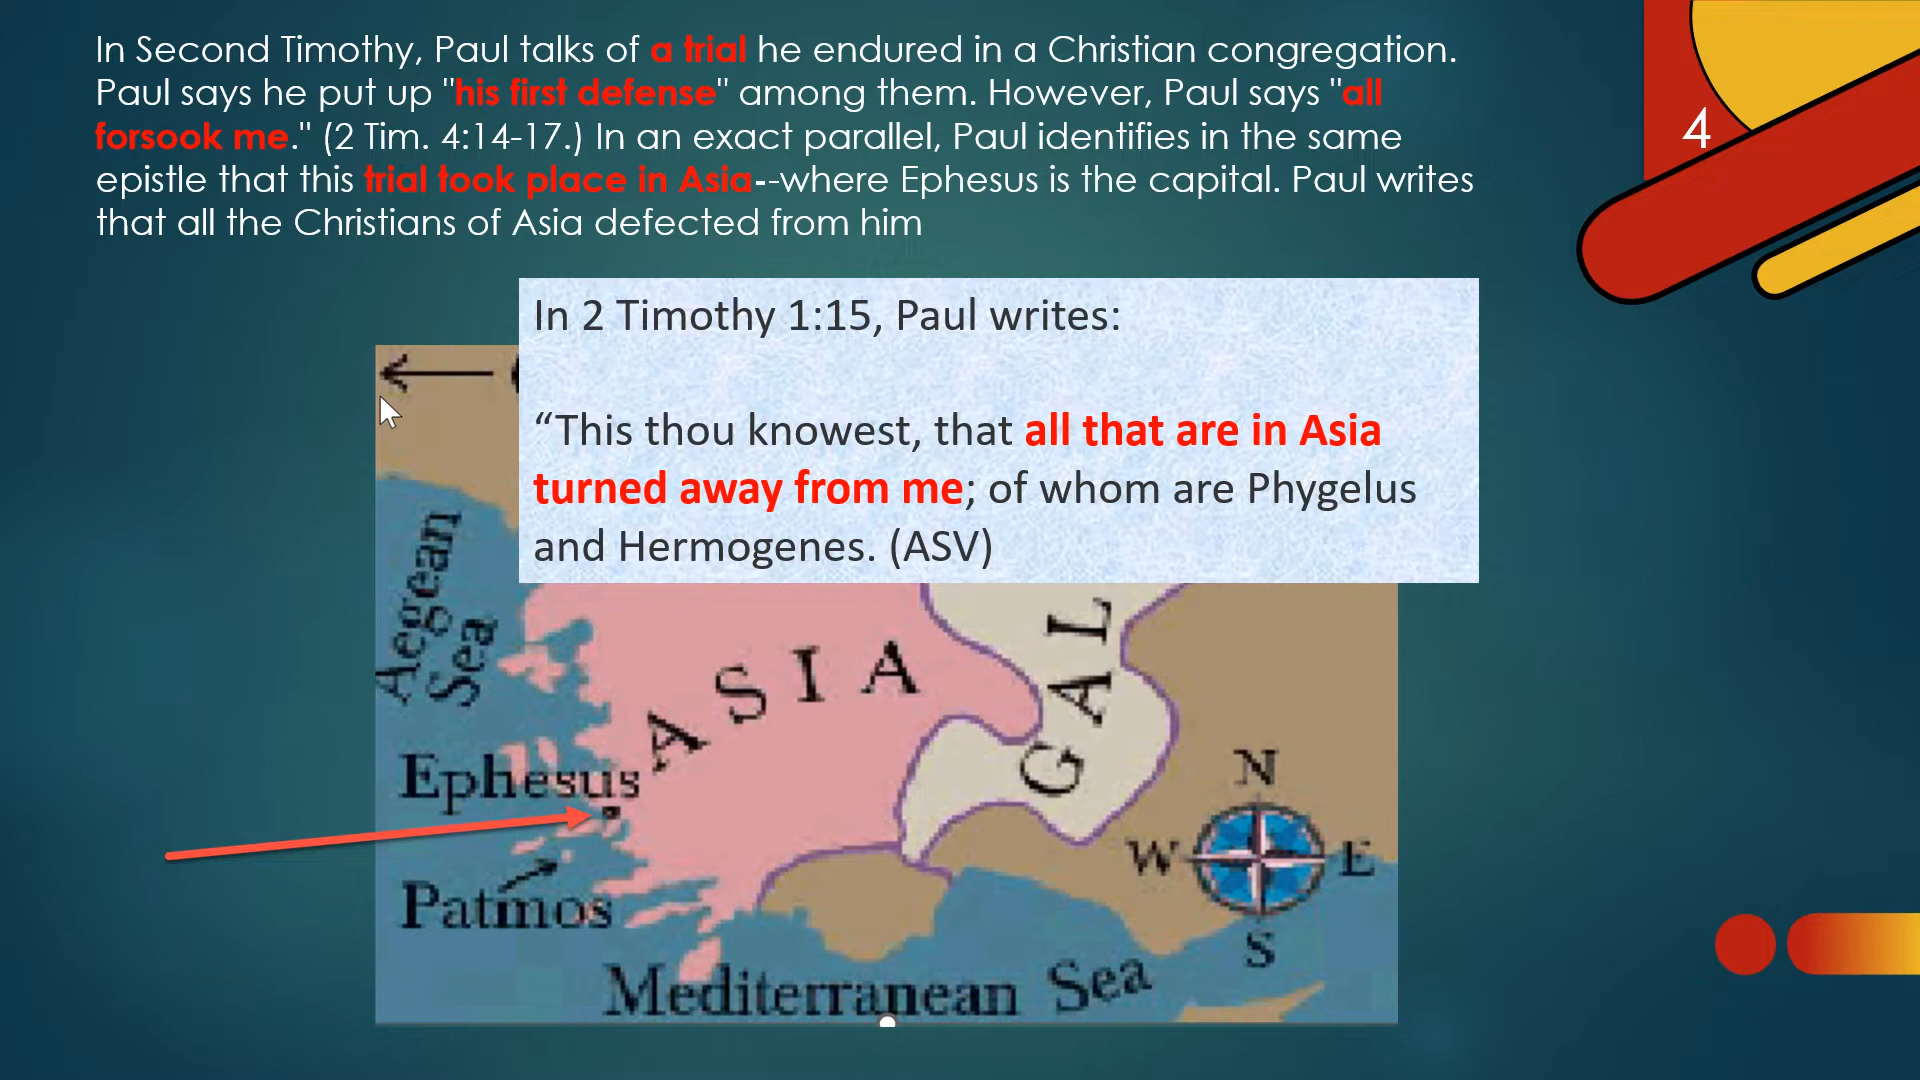 In Second Timothy, Paul talks of a trial he endured in a Christian congregation.
Paul says he put up "his first defense" among them. However, Paul says "all
forsook me." (2 Tim. 4:14-17.) In an exact parallel, Paul identifies in the same
epistle that this trial took place in Asia--where Ephesus is the capital. Paul writes
that all the Christians of Asia defected from him
4
In 2 Timothy 1:15, Paul writes:
“This thou knowest, that all that are in Asia
turned away from me; of whom are Phygelus
and Hermogenes. (ASV)
Aegean
Sea
ASIA
GAL
Ephesus
Patmos
Mediterranean Sea
N
W E
S